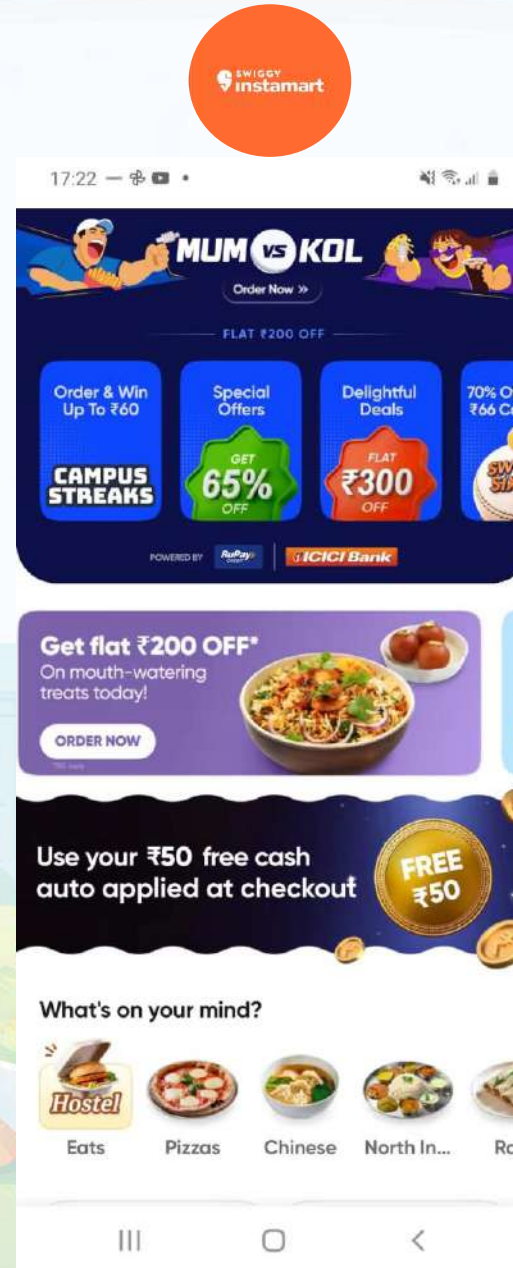 SWIGGY
instamart
17:22
MUM VS KOL
Order Now »
FLAT ₹200 OFF
Order & Win
Up To ₹60
CAMPUS
STREAKS
Special
Offers
GET
65%
OFF
Delightful
Deals
FLAT
₹300
OFF
70% O
₹66 C
POWERED BY RuPay ICICI Bank
Get flat ₹200 OFF*
On mouth-watering
treats today!
ORDER NOW
Use your ₹50 free cash
auto applied at checkout
FREE
₹50
What's on your mind?
Hostel
Eats
Pizzas
Chinese
North In...